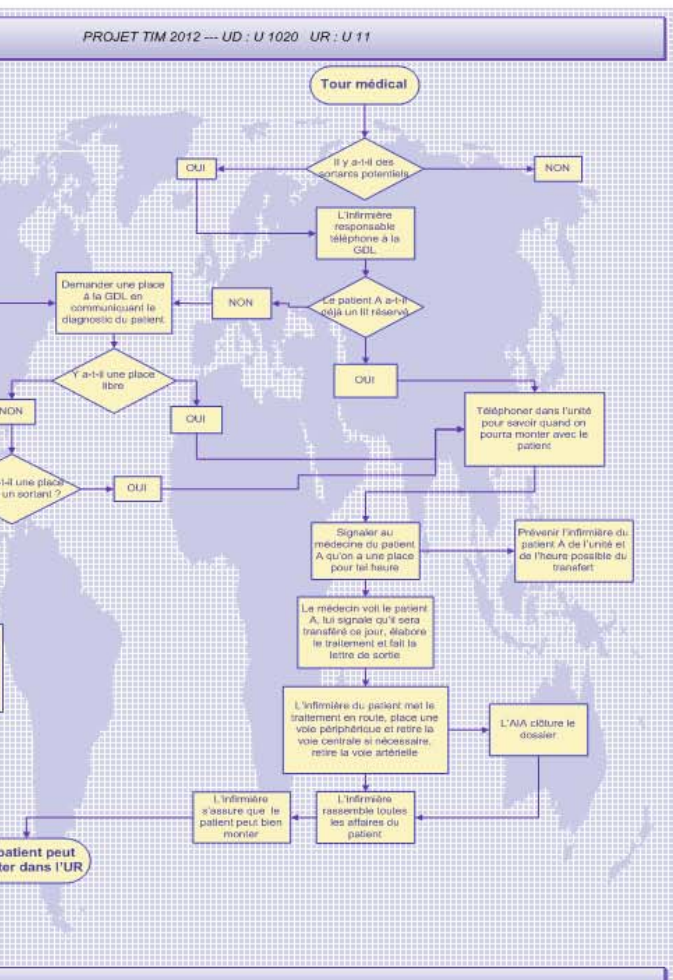 PROJET TIM 2012 --- UD : U 1020 UR : U 11
Tour médical
Il y a-t-il des
sortants potentiels
OUI
NON
L'infirmière
responsable
téléphone à la
GDL
Le patient A a-t-il
déjà un lit réservé
NON
Demander une place
à la GDL en
communiquant le
diagnostic du patient
OUI
Y a-t-il une place
libre
NON
OUI
Téléphoner dans l'unité
pour savoir quand on
pourra monter avec le
patient
t-il une place
un sortant ?
OUI
Signaler au
médecine du patient
A qu'on a une place
pour tel heure
Prévenir l'infirmière du
patient A de l'unité et
de l'heure possible du
transfert
Le médecin voit le patient
A, lui signale qu'il sera
transféré ce jour, élabore
le traitement et fait la
lettre de sortie
L'infirmière du patient met le
traitement en route, place une
voie périphérique et retire la
voie centrale si nécessaire,
retire la voie artérielle
L'AIA clôture le
dossier
L'infirmière
s'assure que le
patient peut bien
monter
L'infirmière
rassemble toutes
les affaires du
patient
patient peut
ter dans l'UR